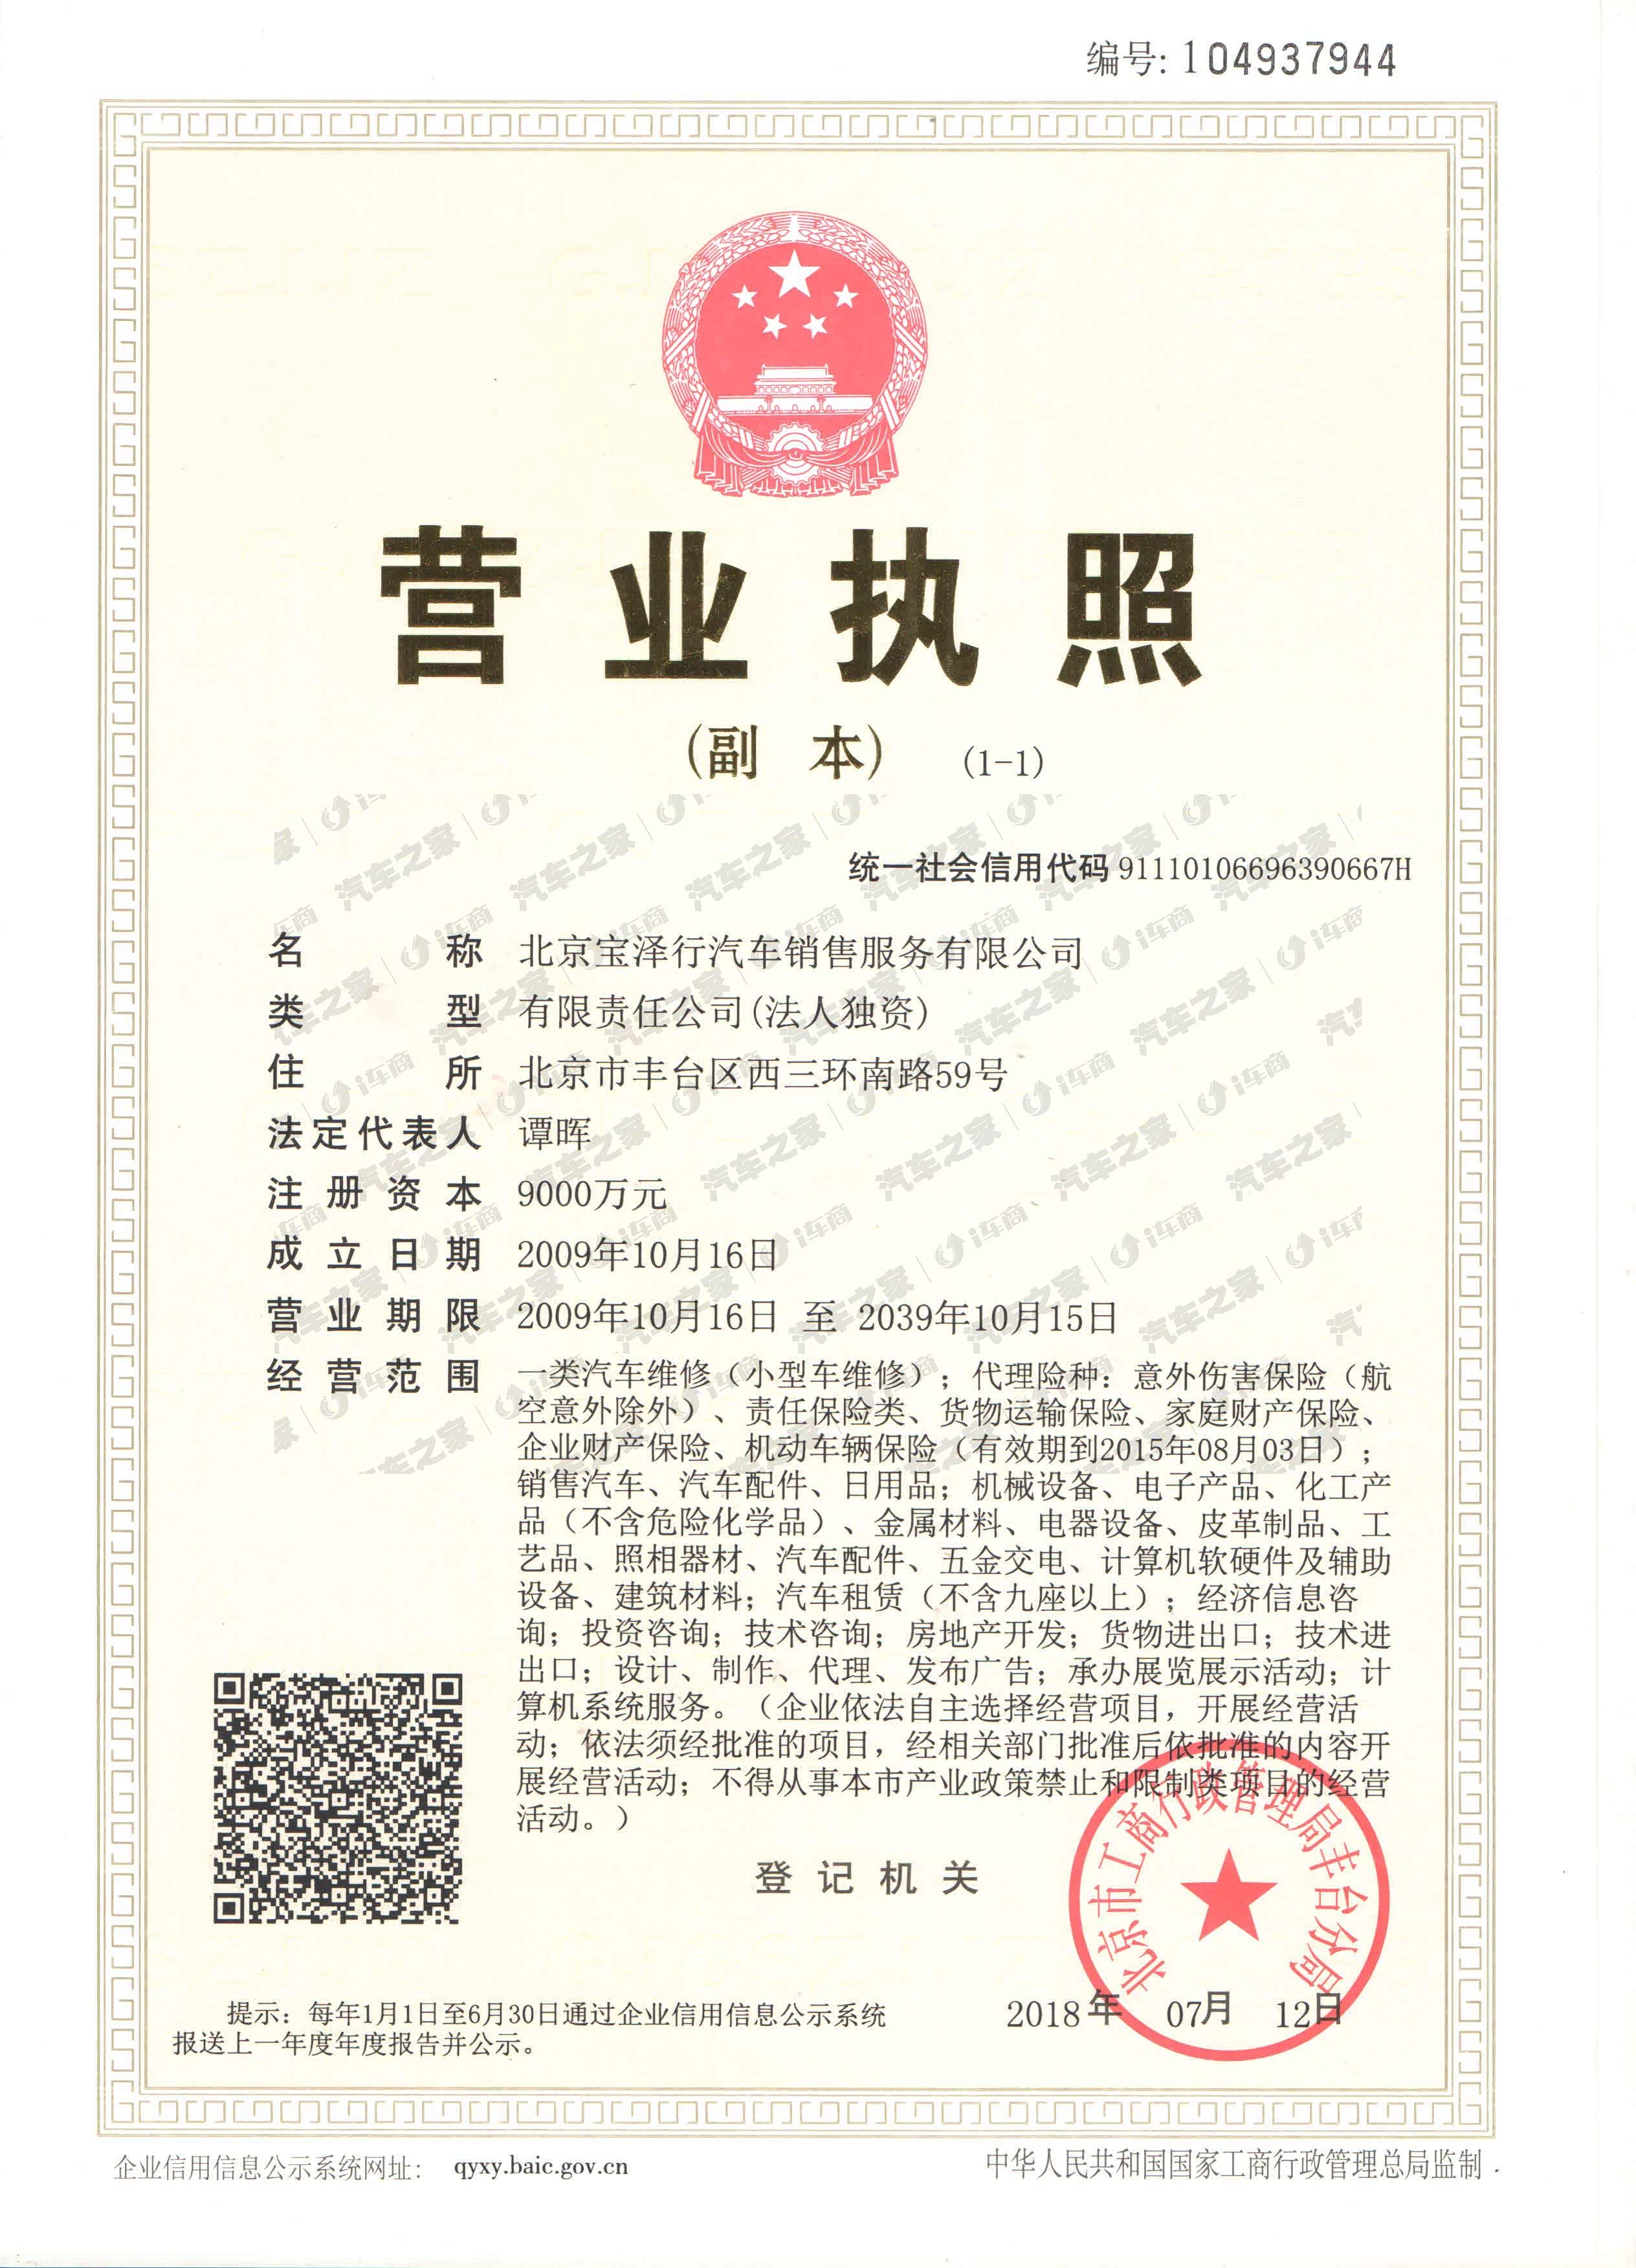 编号: 104937944
营业执照
(副 本) (1-1)
统一社会信用代码 91110106696390667H
名 称 北京宝泽行汽车销售服务有限公司
类 型 有限责任公司(法人独资)
住 所 北京市丰台区西三环南路59号
法定代表人 谭晖
注册资本 9000万元
成立日期 2009年10月16日
营业期限 2009年10月16日 至 2039年10月15日
经营范围 一类汽车维修（小型车维修）；代理险种：意外伤害保险（航
空意外除外）、责任保险类、货物运输保险、家庭财产保险、
企业财产保险、机动车辆保险（有效期到2015年08月03日）；
销售汽车、汽车配件、日用品；机械设备、电子产品、化工产
品（不含危险化学品）、金属材料、电器设备、皮革制品、工
艺品、照相器材、汽车配件、五金交电、计算机软硬件及辅助
设备、建筑材料；汽车租赁（不含九座以上）；经济信息咨
询；投资咨询；技术咨询；房地产开发；货物进出口；技术进
出口；设计、制作、代理、发布广告；承办展览展示活动；计
算机系统服务。（企业依法自主选择经营项目，开展经营活
动；依法须经批准的项目，经相关部门批准后依批准的内容开
展经营活动；不得从事本市产业政策禁止和限制类项目的经营
活动。）
登记机关
北京市工商行政管理局丰台分局
2018年 07月 12日
提示：每年1月1日至6月30日通过企业信用信息公示系统
报送上一年度年度报告并公示。
企业信用信息公示系统网址： qyxy.baic.gov.cn
中华人民共和国国家工商行政管理总局监制
汽车之家 | i车商